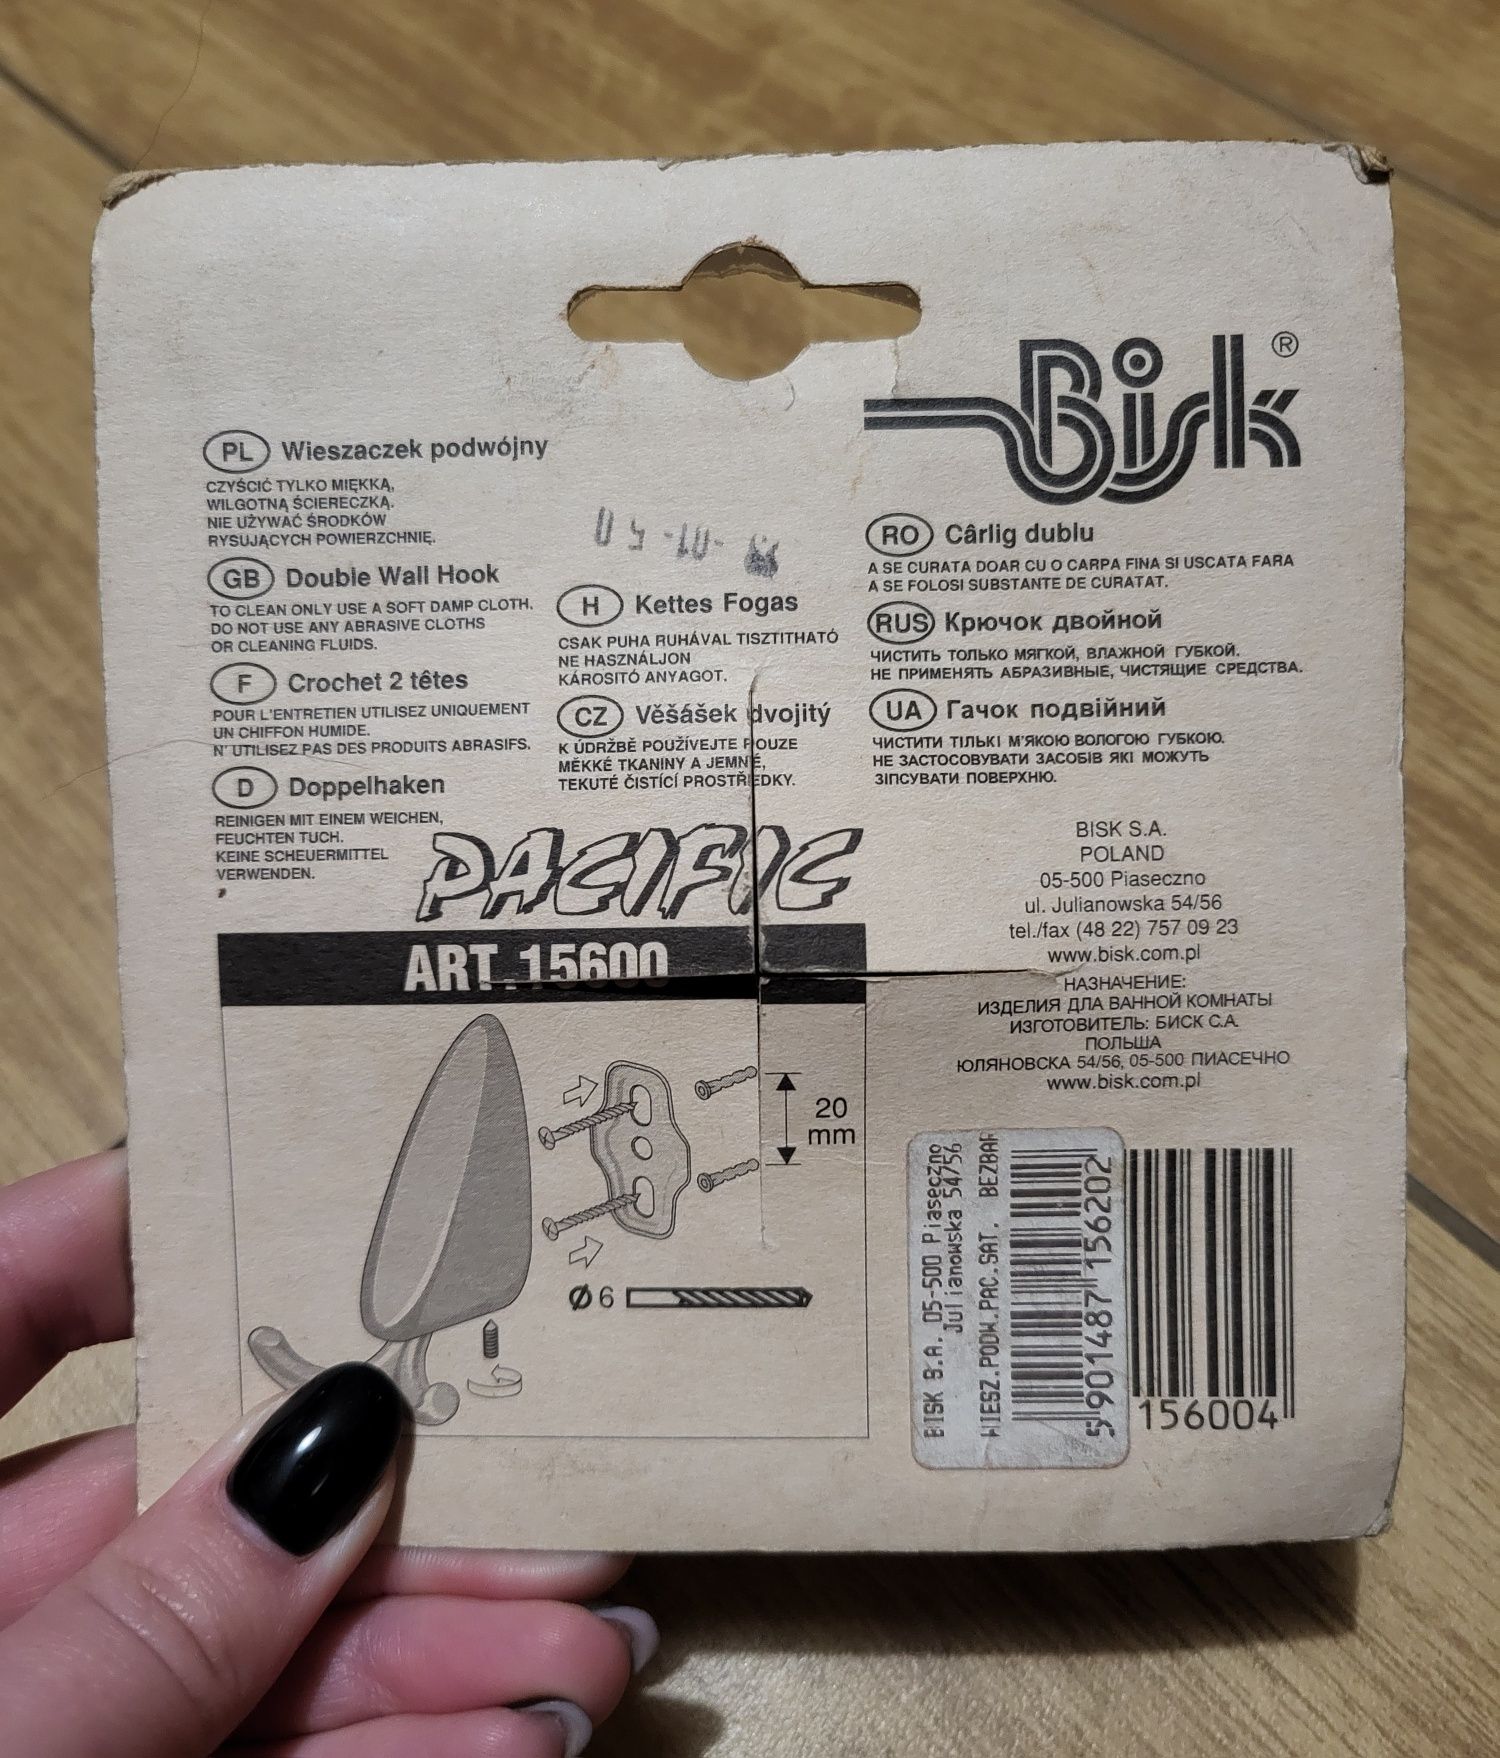 Bisk®
PL Wieszaczek podwójny
CZYŚCIĆ TYLKO MIĘKKĄ,
WILGOTNĄ ŚCIERECZKĄ.
NIE UŻYWAĆ ŚRODKÓW
RYSUJĄCYCH POWIERZCHNIĘ.
GB Double Wall Hook
TO CLEAN ONLY USE A SOFT DAMP CLOTH.
DO NOT USE ANY ABRASIVE CLOTHS
OR CLEANING FLUIDS.
F Crochet 2 têtes
POUR L'ENTRETIEN UTILISEZ UNIQUEMENT
UN CHIFFON HUMIDE.
N' UTILISEZ PAS DES PRODUITS ABRASIFS.
D Doppelhaken
REINIGEN MIT EINEM WEICHEN,
FEUCHTEN TUCH.
KEINE SCHEUERMITTEL
VERWENDEN.
H Kettes Fogas
CSAK PUHA RUHÁVAL TISZTITHATÓ
NE HASZNÁLJON
KÁROSITÓ ANYAGOT.
CZ Věšášek dvojitý
K ÚDRŽBĚ POUŽÍVEJTE POUZE
MĚKKÉ TKANINY A JEMNÉ,
TEKUTÉ ČISTÍCÍ PROSTŘEDKY.
RO Cârlig dublu
A SE CURATA DOAR CU O CARPA FINA SI USCATA FARA
A SE FOLOSI SUBSTANTE DE CURATAT.
RUS Крючок двойной
ЧИСТИТЬ ТОЛЬКО МЯГКОЙ, ВЛАЖНОЙ ГУБКОЙ.
НЕ ПРИМЕНЯТЬ АБРАЗИВНЫЕ, ЧИСТЯЩИЕ СРЕДСТВА.
UA Гачок подвійний
ЧИСТИТИ ТІЛЬКІ М'ЯКОЮ ВОЛОГОЮ ГУБКОЮ.
НЕ ЗАСТОСОВУВАТИ ЗАСОБІВ ЯКІ МОЖУТЬ
ЗІПСУВАТИ ПОВЕРХНЮ.
PACIFIC
ART.15600
20
mm
Ø 6
BISK S.A.
POLAND
05-500 Piaseczno
ul. Julianowska 54/56
tel./fax (48 22) 757 09 23
www.bisk.com.pl
НАЗНАЧЕНИЕ:
ИЗДЕЛИЯ ДЛА ВАННОЙ КОМНАТЫ
ИЗГОТОВИТЕЛЬ: БИСК С.А.
ПОЛЬША
ЮЛЯНОВСКА 54/56, 05-500 ПИАСЕЧНО
www.bisk.com.pl
BISK S.A. 05-500 Piaseczno
Julianowska 54/56
WIESZ.PODW.PAC.SAT. BEZBAR
5901487156202
156004